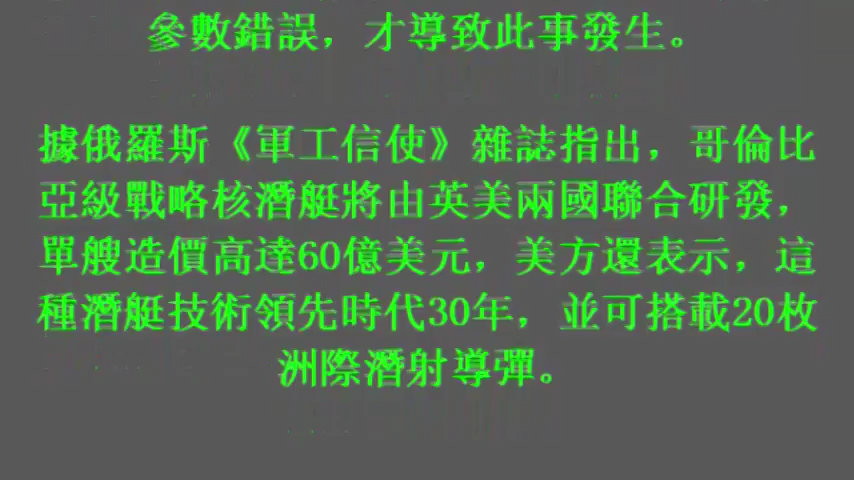 參數錯誤，才導致此事發生。
據俄羅斯《軍工信使》雜誌指出，哥倫比
亞級戰略核潛艇將由英美兩國聯合研發，
單艘造價高達60億美元，美方還表示，這
種潛艇技術領先時代30年，並可搭載20枚
洲際潛射導彈。